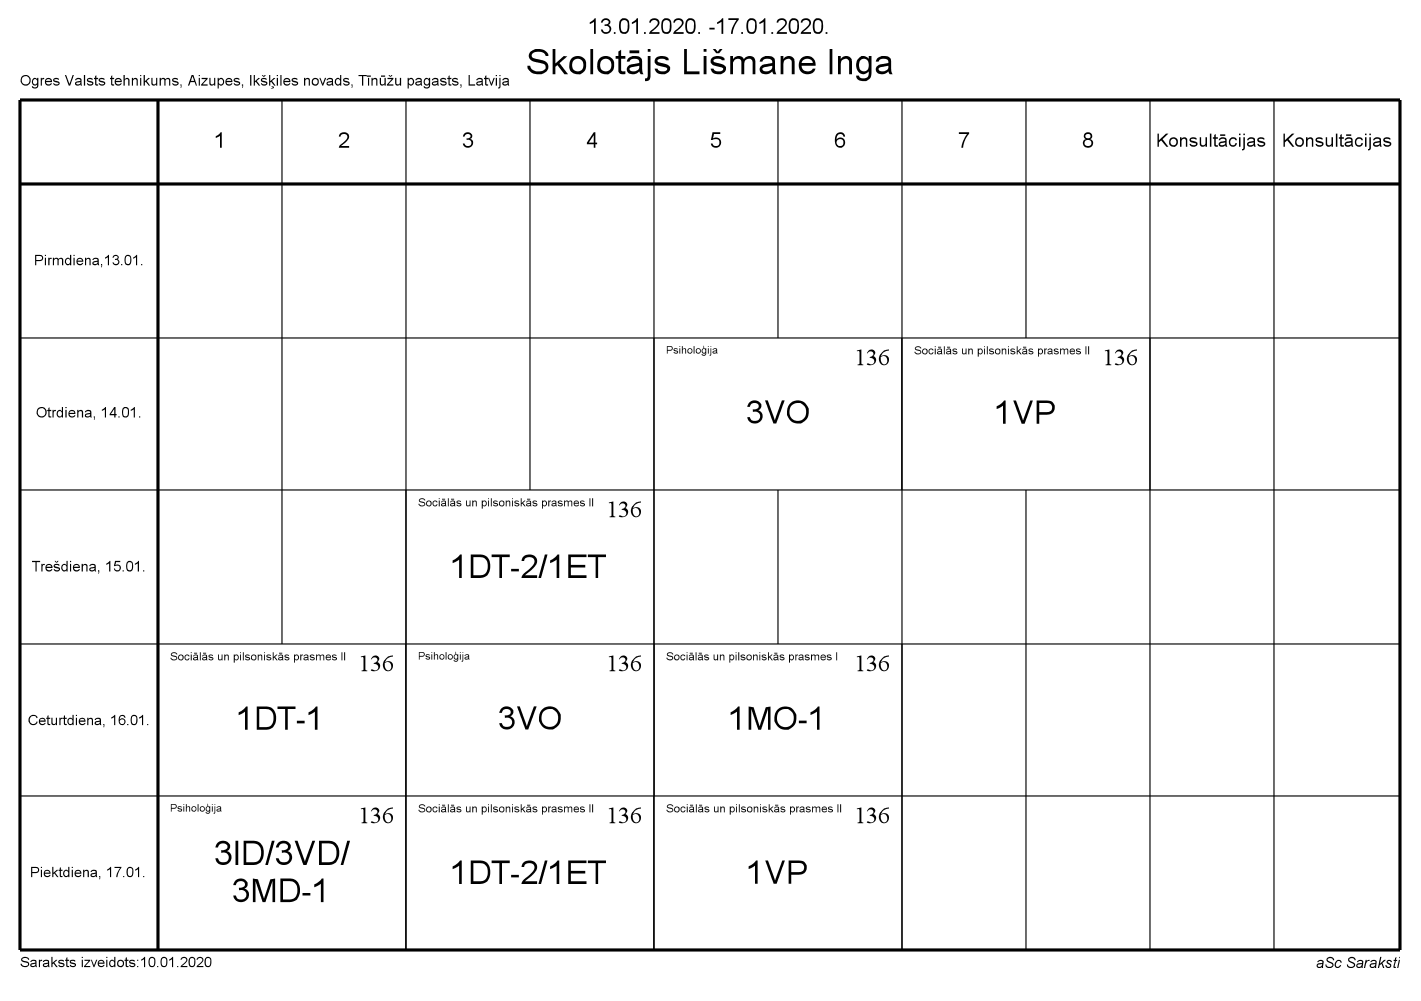 13.01.2020. -17.01.2020.
Skolotājs Lišmane Inga
Ogres Valsts tehnikums, Aizupes, Ikšķiles novads, Tīnūžu pagasts, Latvija
1 2 3 4 5 6 7 8 Konsultācijas Konsultācijas
Pirmdiena,13.01.
Otrdiena, 14.01.
Psiholoģija 136
3VO
Sociālās un pilsoniskās prasmes II 136
1VP
Trešdiena, 15.01.
Sociālās un pilsoniskās prasmes II 136
1DT-2/1ET
Ceturtdiena, 16.01.
Sociālās un pilsoniskās prasmes II 136
1DT-1
Psiholoģija 136
3VO
Sociālās un pilsoniskās prasmes I 136
1MO-1
Piektdiena, 17.01.
Psiholoģija 136
3ID/3VD/
3MD-1
Sociālās un pilsoniskās prasmes II 136
1DT-2/1ET
Sociālās un pilsoniskās prasmes II 136
1VP
Saraksts izveidots:10.01.2020
aSc Saraksti